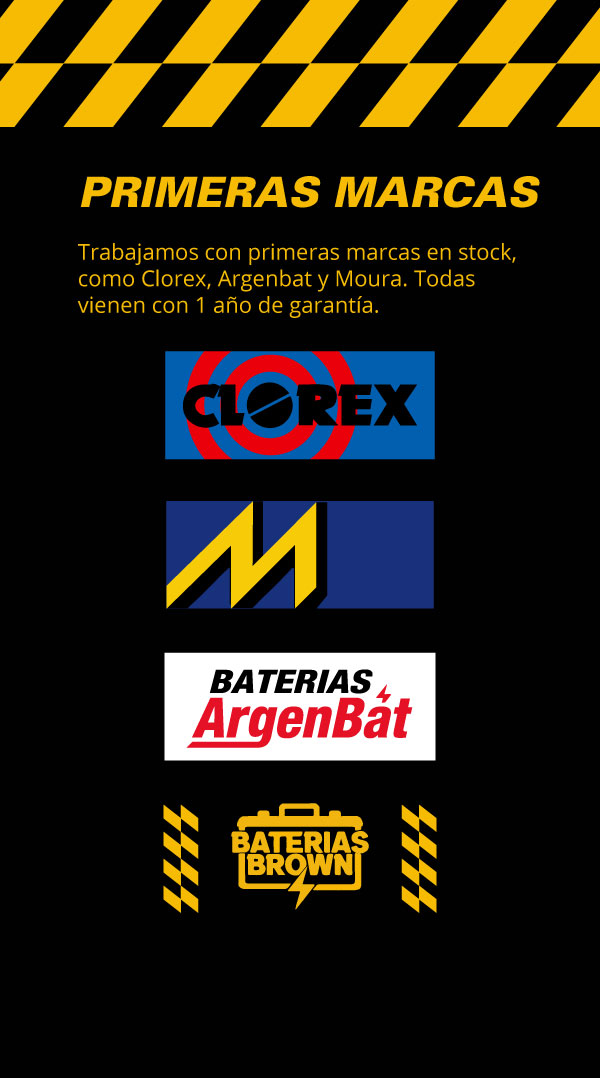 PRIMERAS MARCAS
Trabajamos con primeras marcas en stock,
como Clorex, Argenbat y Moura. Todas
vienen con 1 año de garantía.
CLOREX
M
BATERIAS
ArgenBat
BATERIAS
BROWN